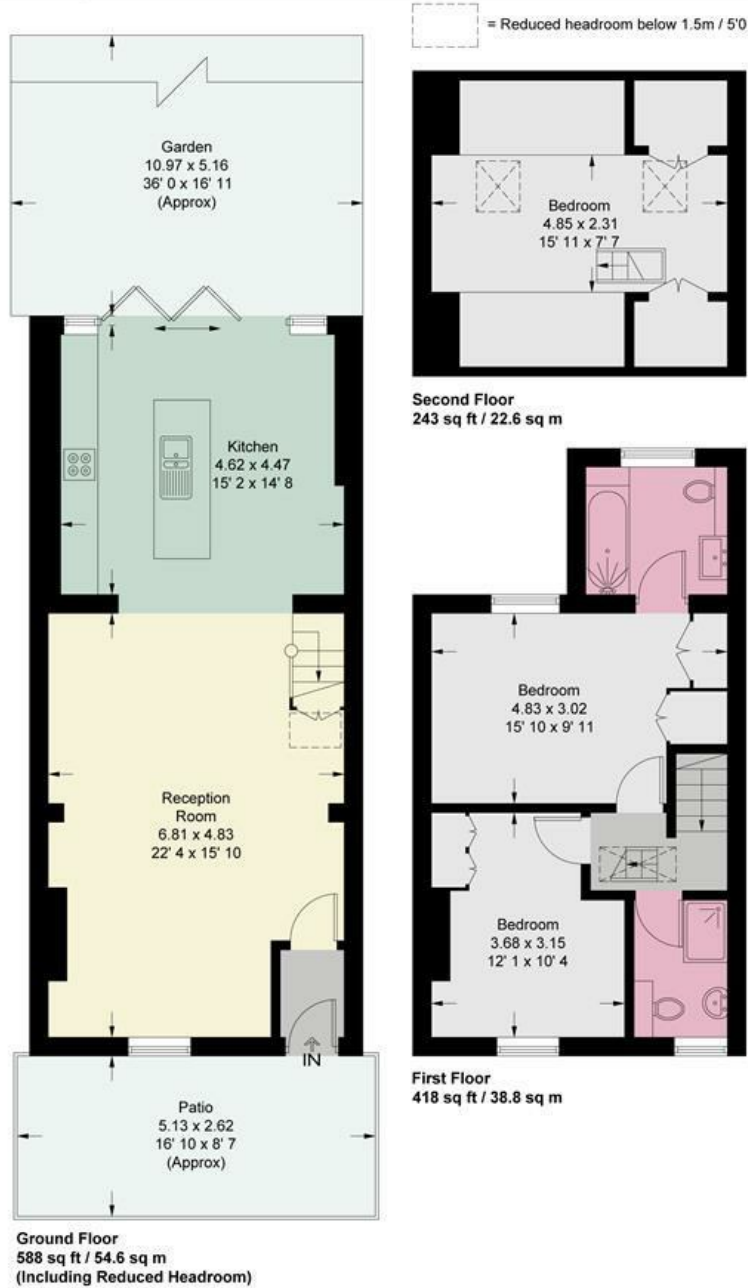 = Reduced headroom below 1.5m / 5'0
Garden
10.97 x 5.16
36' 0 x 16' 11
(Approx)
Bedroom
4.85 x 2.31
15' 11 x 7' 7
Second Floor
243 sq ft / 22.6 sq m
Kitchen
4.62 x 4.47
15' 2 x 14' 8
Bedroom
4.83 x 3.02
15' 10 x 9' 11
Reception
Room
6.81 x 4.83
22' 4 x 15' 10
Bedroom
3.68 x 3.15
12' 1 x 10' 4
IN
First Floor
418 sq ft / 38.8 sq m
Patio
5.13 x 2.62
16' 10 x 8' 7
(Approx)
Ground Floor
588 sq ft / 54.6 sq m
(Including Reduced Headroom)